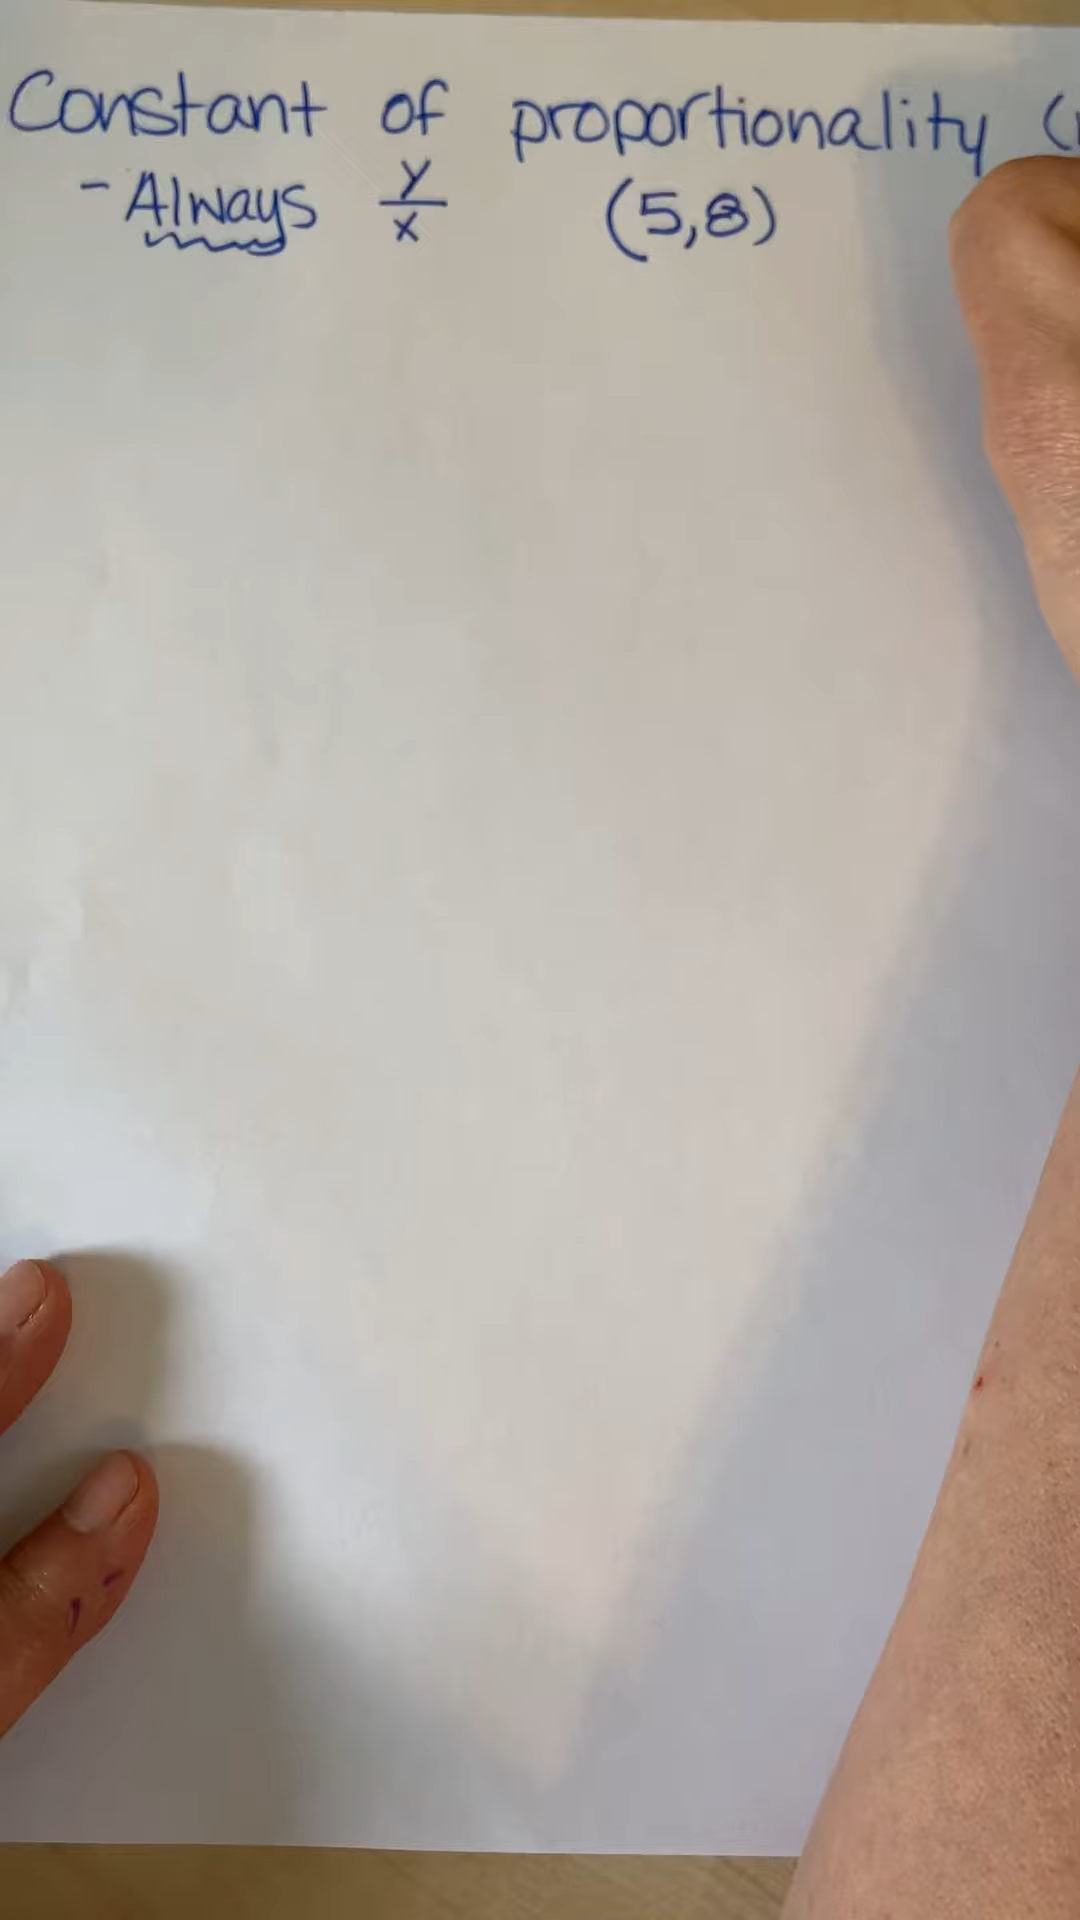 Constant of proportionality (
- Always y/x (5,8)